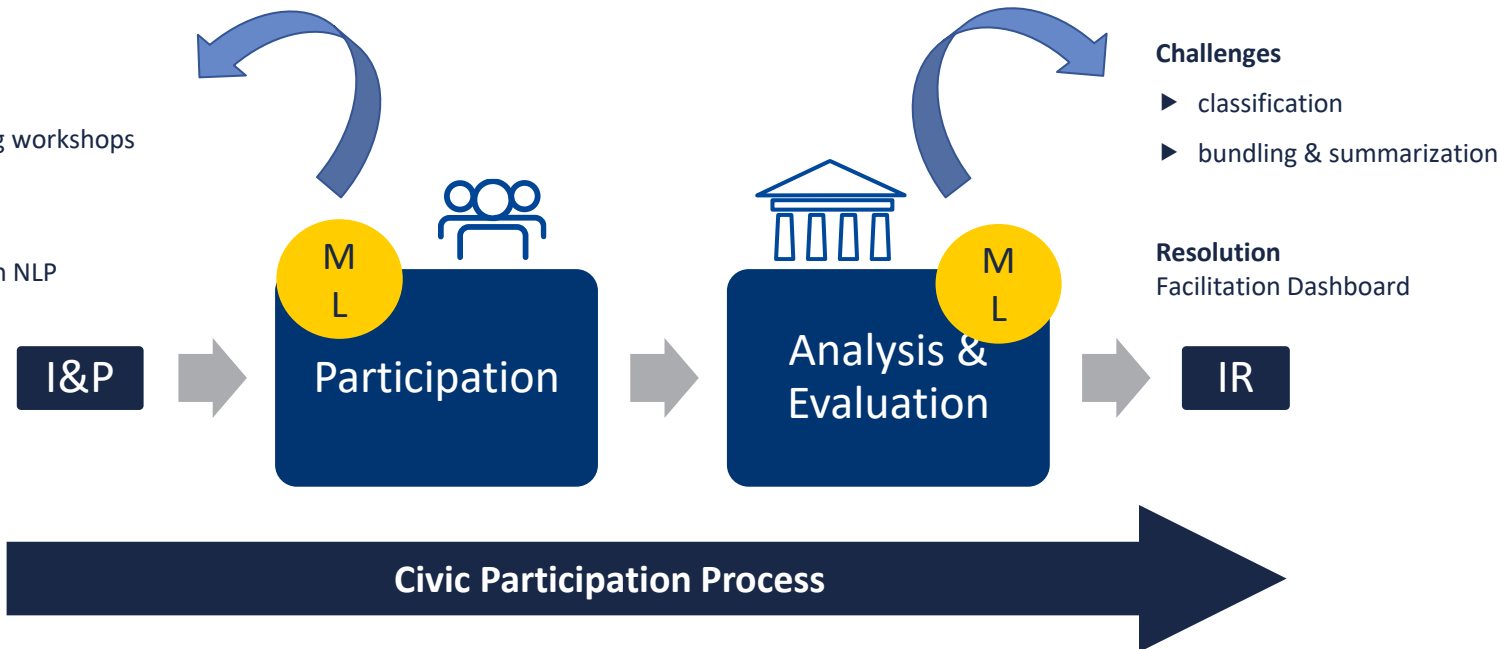 workshops
NLP
Challenges
classification
bundling & summarization
Resolution
Facilitation Dashboard
M
L
M
L
I&P
Participation
Analysis &
Evaluation
IR
Civic Participation Process